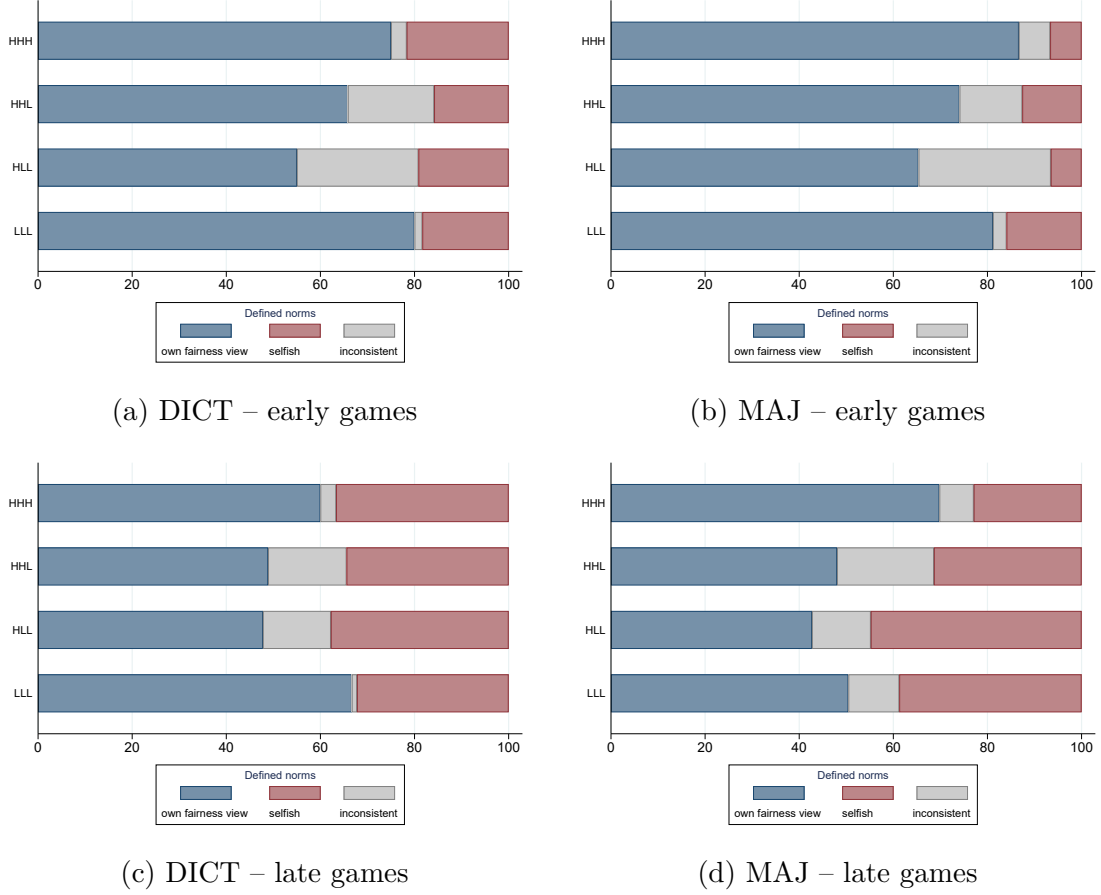 HHH
HHL
HLL
LLL
0 20 40 60 80 100
Defined norms
own fairness view selfish inconsistent
(a) DICT – early games
HHH
HHL
HLL
LLL
0 20 40 60 80 100
Defined norms
own fairness view selfish inconsistent
(b) MAJ – early games
HHH
HHL
HLL
LLL
0 20 40 60 80 100
Defined norms
own fairness view selfish inconsistent
(c) DICT – late games
HHH
HHL
HLL
LLL
0 20 40 60 80 100
Defined norms
own fairness view selfish inconsistent
(d) MAJ – late games